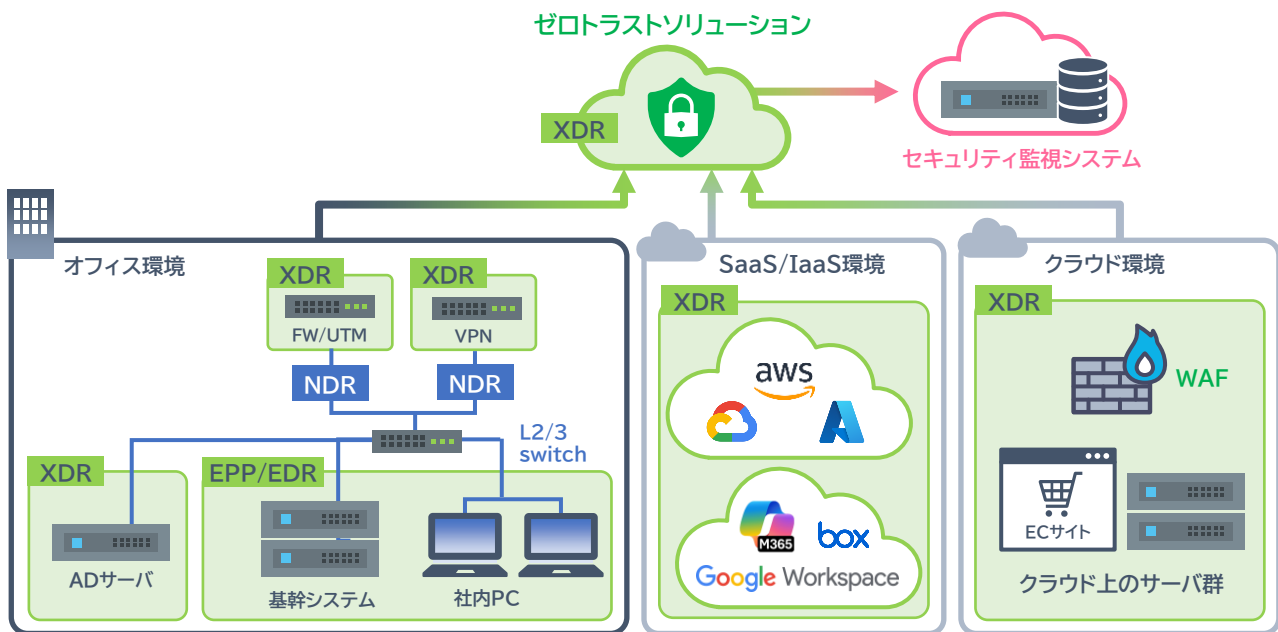 ゼロトラストソリューション
XDR
セキュリティ監視システム
オフィス環境
XDR
FW/UTM
XDR
VPN
NDR
NDR
L2/3
switch
XDR
ADサーバ
EPP/EDR
基幹システム
社内PC
SaaS/IaaS環境
XDR
aws
M365
box
Google Workspace
クラウド環境
XDR
WAF
ECサイト
クラウド上のサーバ群